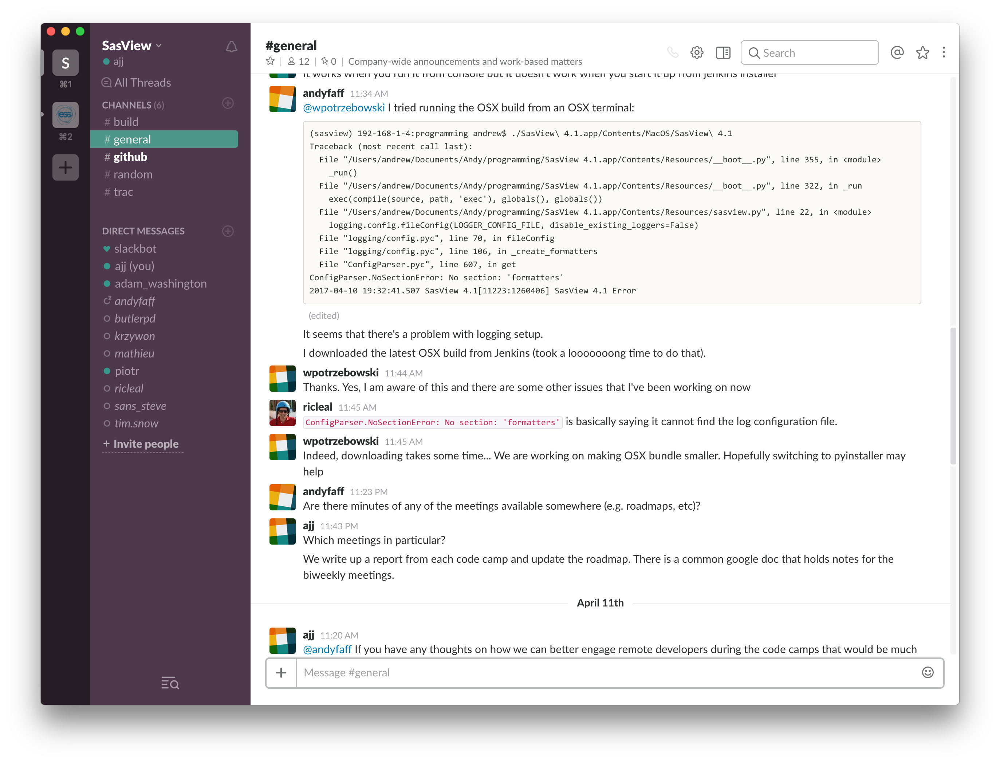 SasView
ajj
All Threads
CHANNELS (6)
# build
# general
# github
# random
# trac
DIRECT MESSAGES
slackbot
ajj (you)
adam_washington
andyfaff
butlerpd
krzywon
mathieu
piotr
ricleal
sans_steve
tim.snow
+ Invite people
S
⌘1
ess
⌘2
#general
12
0
Company-wide announcements and work-based matters
Search
It works when you run it from console but it doesn't work when you start it up from jenkins installer
andyfaff 11:34 AM
@wpotrzebowski I tried running the OSX build from an OSX terminal:
(sasview) 192-168-1-4:programming andrew$ ./SasView\ 4.1.app/Contents/MacOS/SasView\ 4.1
Traceback (most recent call last):
File "/Users/andrew/Documents/Andy/programming/SasView 4.1.app/Contents/Resources/__boot__.py", line 355, in <module>
_run()
File "/Users/andrew/Documents/Andy/programming/SasView 4.1.app/Contents/Resources/__boot__.py", line 322, in _run
exec(compile(source, path, 'exec'), globals(), globals())
File "/Users/andrew/Documents/Andy/programming/SasView 4.1.app/Contents/Resources/sasview.py", line 22, in <module>
logging.config.fileConfig(LOGGER_CONFIG_FILE, disable_existing_loggers=False)
File "logging/config.pyc", line 70, in fileConfig
File "logging/config.pyc", line 106, in _create_formatters
File "ConfigParser.pyc", line 607, in get
ConfigParser.NoSectionError: No section: 'formatters'
2017-04-10 19:32:41.507 SasView 4.1[11223:1260406] SasView 4.1 Error
(edited)
It seems that there's a problem with logging setup.
I downloaded the latest OSX build from Jenkins (took a looooooong time to do that).
wpotrzebowski 11:44 AM
Thanks. Yes, I am aware of this and there are some other issues that I've been working on now
ricleal 11:45 AM
ConfigParser.NoSectionError: No section: 'formatters' is basically saying it cannot find the log configuration file.
wpotrzebowski 11:45 AM
Indeed, downloading takes some time... We are working on making OSX bundle smaller. Hopefully switching to pyinstaller may
help
andyfaff 11:23 PM
Are there minutes of any of the meetings available somewhere (e.g. roadmaps, etc)?
ajj 11:43 PM
Which meetings in particular?
We write up a report from each code camp and update the roadmap. There is a common google doc that holds notes for the
biweekly meetings.
April 11th
ajj 11:20 AM
@andyfaff If you have any thoughts on how we can better engage remote developers during the code camps that would be much
Message #general